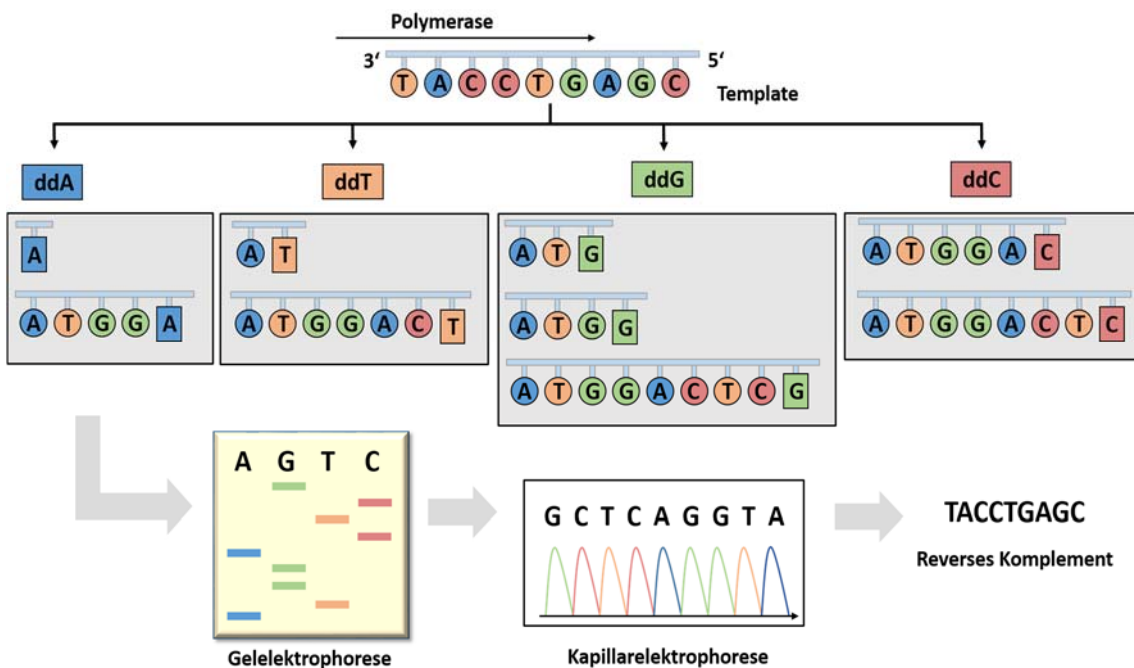 Polymerase
3‘ 5‘
T A C C T G A G C
Template
ddA ddT ddG ddC
A
A T G G A
A T
A T G G A C T
A T G
A T G G
A T G G A C T C G
A T G G A C
A T G G A C T C
A G T C
Gelelektrophorese
G C T C A G G T A
Kapillarelektrophorese
TACCTGAGC
Reverses Komplement